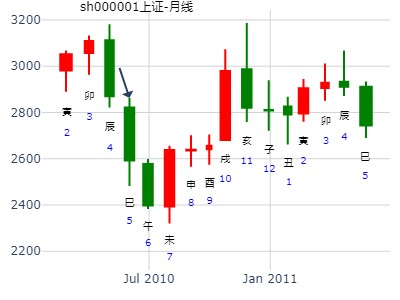 sh000001上证-月线
3200
3000
2800
2600
2400
2200
寅
2
卯
3
辰
4
巳
5
午
6
未
7
申
8
酉
9
戌
10
亥
11
子
12
丑
1
寅
2
卯
3
辰
4
巳
5
Jul 2010
Jan 2011